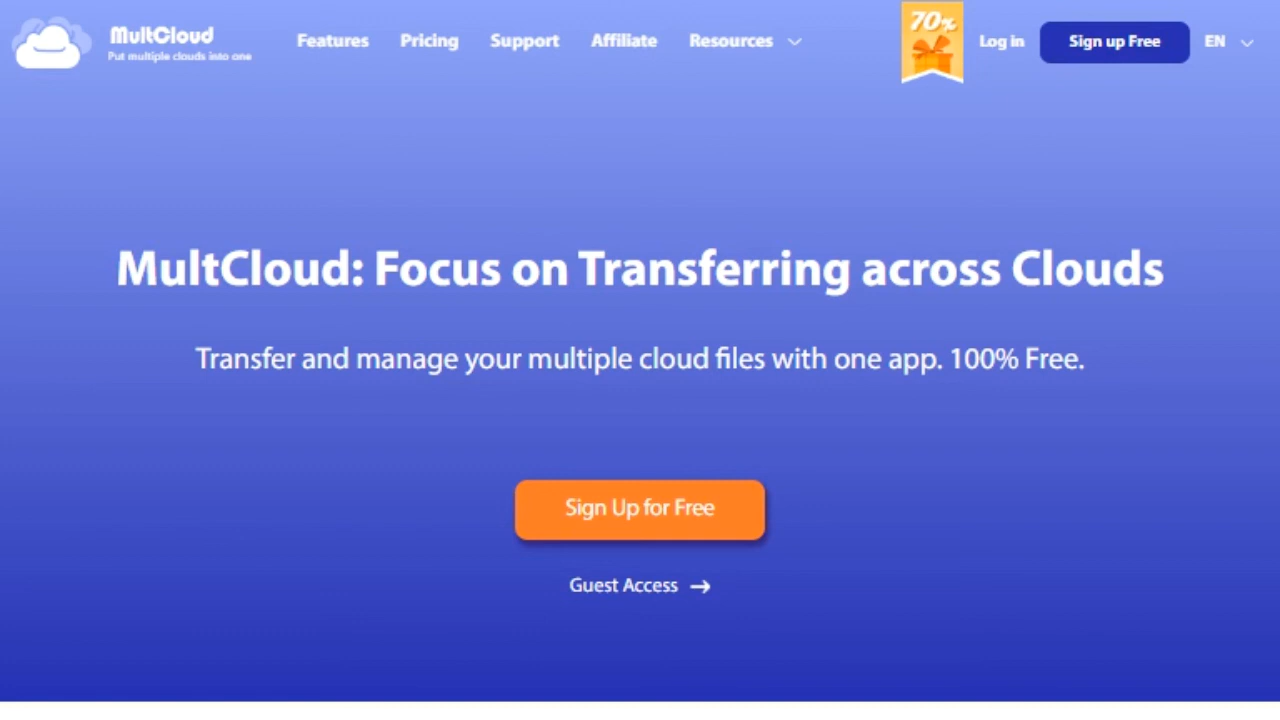 MultCloud
Put multiple clouds into one
Features Pricing Support Affiliate Resources
70%
Log in
Sign up Free
EN
MultCloud: Focus on Transferring across Clouds
Transfer and manage your multiple cloud files with one app. 100% Free.
Sign Up for Free
Guest Access →